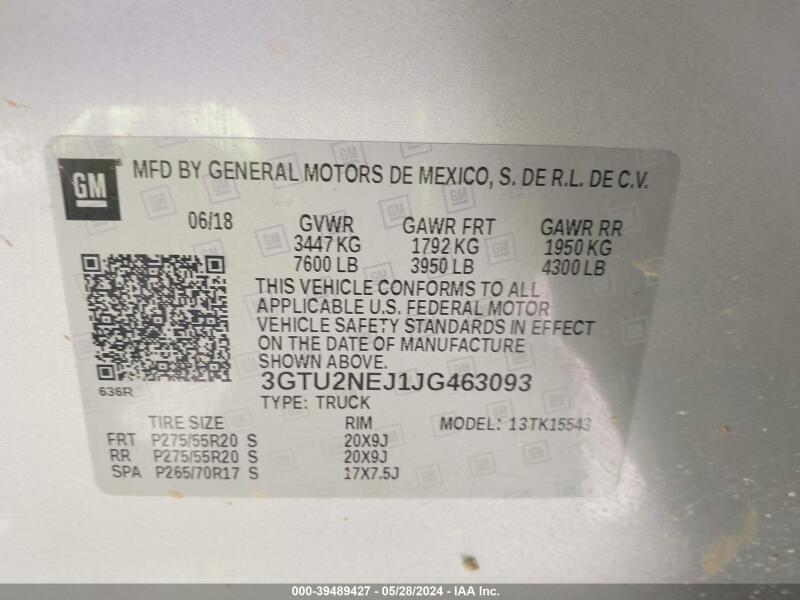 GM
MFD BY GENERAL MOTORS DE MEXICO, S. DE R.L. DE C.V.
06/18 GVWR GAWR FRT GAWR RR
3447 KG 1792 KG 1950 KG
7600 LB 3950 LB 4300 LB
THIS VEHICLE CONFORMS TO ALL
APPLICABLE U.S. FEDERAL MOTOR
VEHICLE SAFETY STANDARDS IN EFFECT
ON THE DATE OF MANUFACTURE
SHOWN ABOVE.
636R
3GTU2NEJ1JG463093
TYPE: TRUCK
TIRE SIZE RIM MODEL: 13TK15543
FRT P275/55R20 S 20X9J
RR P275/55R20 S 20X9J
SPA P265/70R17 S 17X7.5J
000-39489427 - 05/28/2024 - IAA Inc.